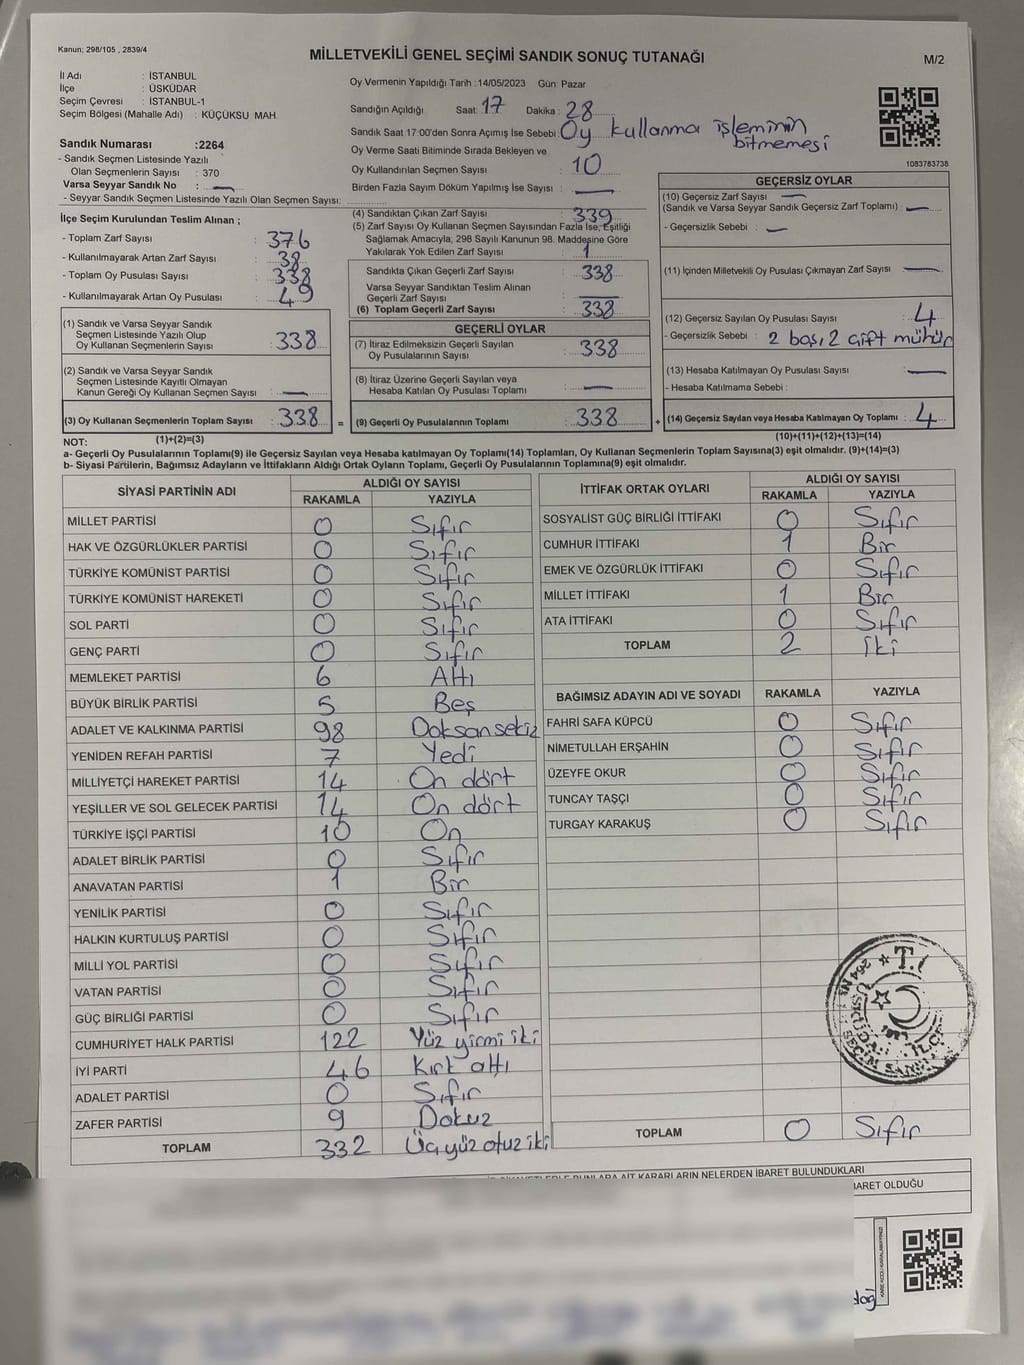 Kanun; 298/105 , 2839/4
MİLLETVEKİLİ GENEL SEÇİMİ SANDIK SONUÇ TUTANAĞI
M/2
İl Adı : İSTANBUL
İlçe : ÜSKÜDAR
Seçim Çevresi : İSTANBUL-1
Seçim Bölgesi (Mahalle Adı) : KÜÇÜKSU MAH.
Sandık Numarası :2264
- Sandık Seçmen Listesinde Yazılı
Olan Seçmenlerin Sayısı : 370
Varsa Seyyar Sandık No : —
- Seyyar Sandık Seçmen Listesinde Yazılı Olan Seçmen Sayısı:
Oy Vermenin Yapıldığı Tarih :14/05/2023 Gün: Pazar
Sandığın Açıldığı Saat: 17 Dakika : 28
Sandık Saat 17:00'den Sonra Açımış İse Sebebi: Oy kullanma işleminin
bitmemesi
Oy Verme Saati Bitiminde Sırada Bekleyen ve
Oy Kullandırılan Seçmen Sayısı : 10
Birden Fazla Sayım Döküm Yapılmış İse Sayısı : —
1083783738
İlçe Seçim Kurulundan Teslim Alınan ;
- Toplam Zarf Sayısı : 376
- Kullanılmayarak Artan Zarf Sayısı : 38
- Toplam Oy Pusulası Sayısı : 338
- Kullanılmayarak Artan Oy Pusulası : 49
(4) Sandıktan Çıkan Zarf Sayısı : 339
(5) Zarf Sayısı Oy Kullanan Seçmen Sayısından Fazla İse, Eşitliği
Sağlamak Amacıyla, 298 Sayılı Kanunun 98. Maddesine Göre
Yakılarak Yok Edilen Zarf Sayısı : 1
Sandıkta Çıkan Geçerli Zarf Sayısı : 338
Varsa Seyyar Sandıktan Teslim Alınan
Geçerli Zarf Sayısı : —
(6) Toplam Geçerli Zarf Sayısı : 338
GEÇERSİZ OYLAR
(10) Geçersiz Zarf Sayısı : —
(Sandık ve Varsa Seyyar Sandık Geçersiz Zarf Toplamı) : —
- Geçersizlik Sebebi : —
(11) İçinden Milletvekili Oy Pusulası Çıkmayan Zarf Sayısı : —
(12) Geçersiz Sayılan Oy Pusulası Sayısı : 4
- Geçersizlik Sebebi : 2 boş, 2 çift mühür
(13) Hesaba Katılmayan Oy Pusulası Sayısı : —
- Hesaba Katılmama Sebebi :
(14) Geçersiz Sayılan veya Hesaba Katılmayan Oy Toplamı : 4
(1) Sandık ve Varsa Seyyar Sandık
Seçmen Listesinde Yazılı Olup
Oy Kullanan Seçmenlerin Sayısı : 338
(2) Sandık ve Varsa Seyyar Sandık
Seçmen Listesinde Kayıtlı Olmayan
Kanun Gereği Oy Kullanan Seçmen Sayısı : —
(3) Oy Kullanan Seçmenlerin Toplam Sayısı : 338 =
GEÇERLİ OYLAR
(7) İtiraz Edilmeksizin Geçerli Sayılan
Oy Pusulalarının Sayısı : 338
(8) İtiraz Üzerine Geçerli Sayılan veya
Hesaba Katılan Oy Pusulası Toplamı : —
(9) Geçerli Oy Pusulalarının Toplamı : 338 +
NOT: (1)+(2)=(3) (10)+(11)+(12)+(13)=(14)
a- Geçerli Oy Pusulalarının Toplamı(9) ile Geçersiz Sayılan veya Hesaba katılmayan Oy Toplamı(14) Toplamları, Oy Kullanan Seçmenlerin Toplam Sayısına(3) eşit olmalıdır. (9)+(14)=(3)
b- Siyasi Partilerin, Bağımsız Adayların ve İttifakların Aldığı Ortak Oyların Toplamı, Geçerli Oy Pusulalarının Toplamına(9) eşit olmalıdır.
SİYASİ PARTİNİN ADI ALDIĞI OY SAYISI
RAKAMLA YAZIYLA
MİLLET PARTİSİ 0 Sıfır
HAK VE ÖZGÜRLÜKLER PARTİSİ 0 Sıfır
TÜRKİYE KOMÜNİST PARTİSİ 0 Sıfır
TÜRKİYE KOMÜNİST HAREKETİ 0 Sıfır
SOL PARTİ 0 Sıfır
GENÇ PARTİ 0 Sıfır
MEMLEKET PARTİSİ 6 Altı
BÜYÜK BİRLİK PARTİSİ 5 Beş
ADALET VE KALKINMA PARTİSİ 98 Doksan sekiz
YENİDEN REFAH PARTİSİ 7 Yedi
MİLLİYETÇİ HAREKET PARTİSİ 14 On dört
YEŞİLLER VE SOL GELECEK PARTİSİ 14 On dört
TÜRKİYE İŞÇİ PARTİSİ 10 On
ADALET BİRLİK PARTİSİ 0 Sıfır
ANAVATAN PARTİSİ 1 Bir
YENİLİK PARTİSİ 0 Sıfır
HALKIN KURTULUŞ PARTİSİ 0 Sıfır
MİLLİ YOL PARTİSİ 0 Sıfır
VATAN PARTİSİ 0 Sıfır
GÜÇ BİRLİĞİ PARTİSİ 0 Sıfır
CUMHURİYET HALK PARTİSİ 122 Yüz yirmi iki
İYİ PARTİ 46 Kırk altı
ADALET PARTİSİ 0 Sıfır
ZAFER PARTİSİ 9 Dokuz
TOPLAM 332 Üç yüz otuz iki
İTTİFAK ORTAK OYLARI ALDIĞI OY SAYISI
RAKAMLA YAZIYLA
SOSYALİST GÜÇ BİRLİĞİ İTTİFAKI 0 Sıfır
CUMHUR İTTİFAKI 1 Bir
EMEK VE ÖZGÜRLÜK İTTİFAKI 0 Sıfır
MİLLET İTTİFAKI 1 Bir
ATA İTTİFAKI 0 Sıfır
TOPLAM 2 İki
BAĞIMSIZ ADAYIN ADI VE SOYADI RAKAMLA YAZIYLA
FAHRİ SAFA KÜPCÜ 0 Sıfır
NİMETULLAH ERŞAHİN 0 Sıfır
ÜZEYFE OKUR 0 Sıfır
TUNCAY TAŞÇI 0 Sıfır
TURGAY KARAKUŞ 0 Sıfır
TOPLAM 0 Sıfır
BUNLARA AİT KARARLARIN NELERDEN İBARET BULUNDUKLARI
BARET OLDUĞU